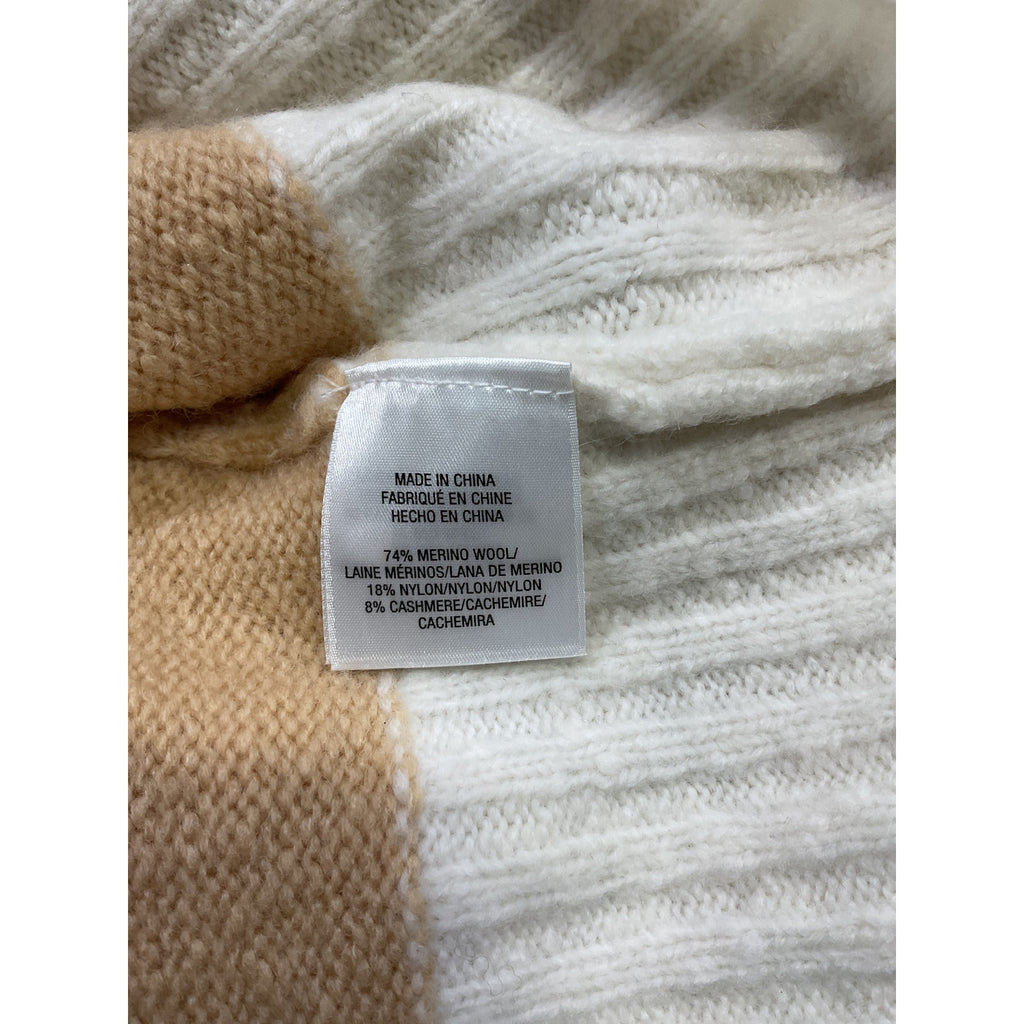 MADE IN CHINA
FABRIQUÉ EN CHINE
HECHO EN CHINA
74% MERINO WOOL/
LAINE MÉRINOS/LANA DE MERINO
18% NYLON/NYLON/NYLON
8% CASHMERE/CACHEMIRE/
CACHEMIRA